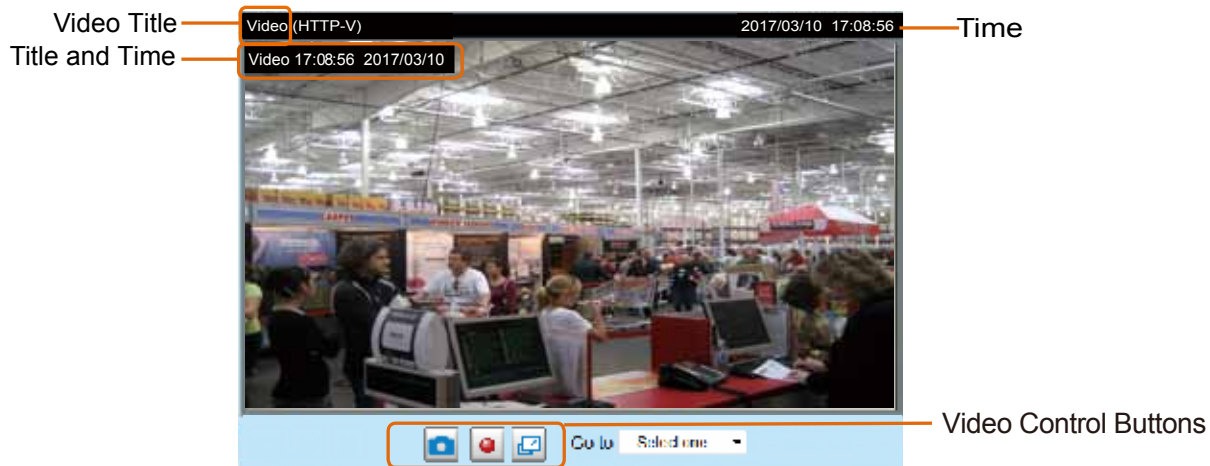 Video Title
Video (HTTP-V)
2017/03/10 17:08:56
Time
Title and Time
Video 17:08:56 2017/03/10
CARPET
Video Control Buttons
Go to
Select one